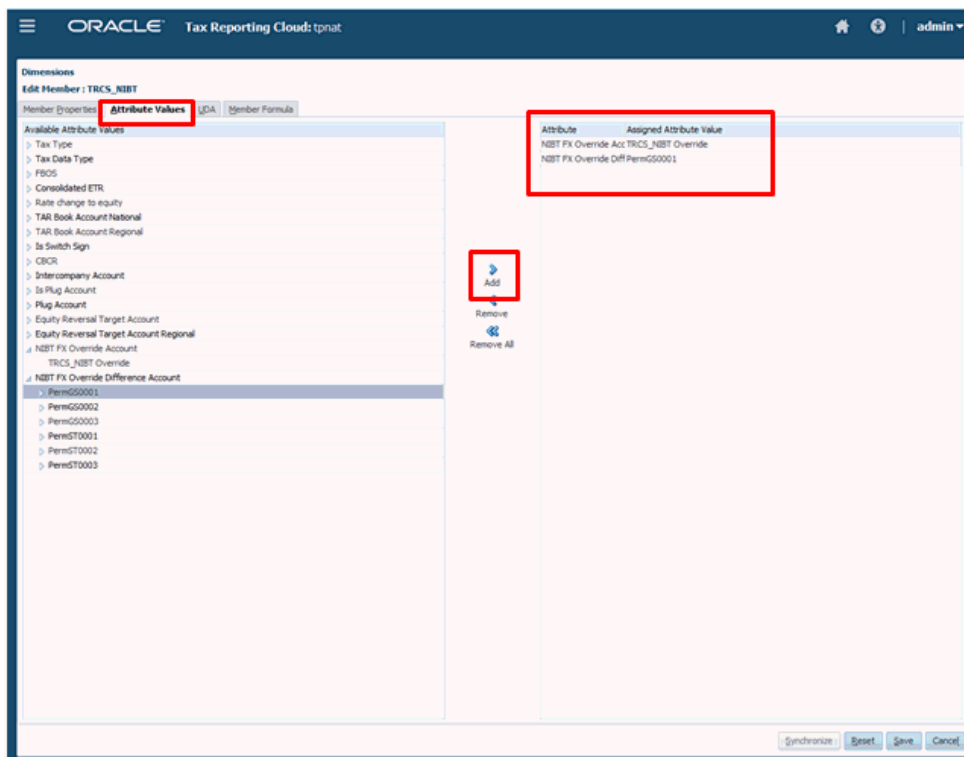 ORACLE Tax Reporting Cloud: tpnat admin
Dimensions
Edit Member : TRCS_NIBT
Member Properties Attribute Values UDA Member Formula
Available Attribute Values
Tax Type
Tax Data Type
FBOS
Consolidated ETR
Rate change to equity
TAR Book Account National
TAR Book Account Regional
Is Switch Sign
CBCR
Intercompany Account
Is Plug Account
Plug Account
Equity Reversal Target Account
Equity Reversal Target Account Regional
NIBT FX Override Account
TRCS_NIBT Override
NIBT FX Override Difference Account
PermGS0001
PermGS0002
PermGS0003
PermST0001
PermST0002
PermST0003
Add
Remove
Remove All
Attribute Assigned Attribute Value
NIBT FX Override Acc TRCS_NIBT Override
NIBT FX Override Diff PermGS0001
Synchronize Reset Save Cancel